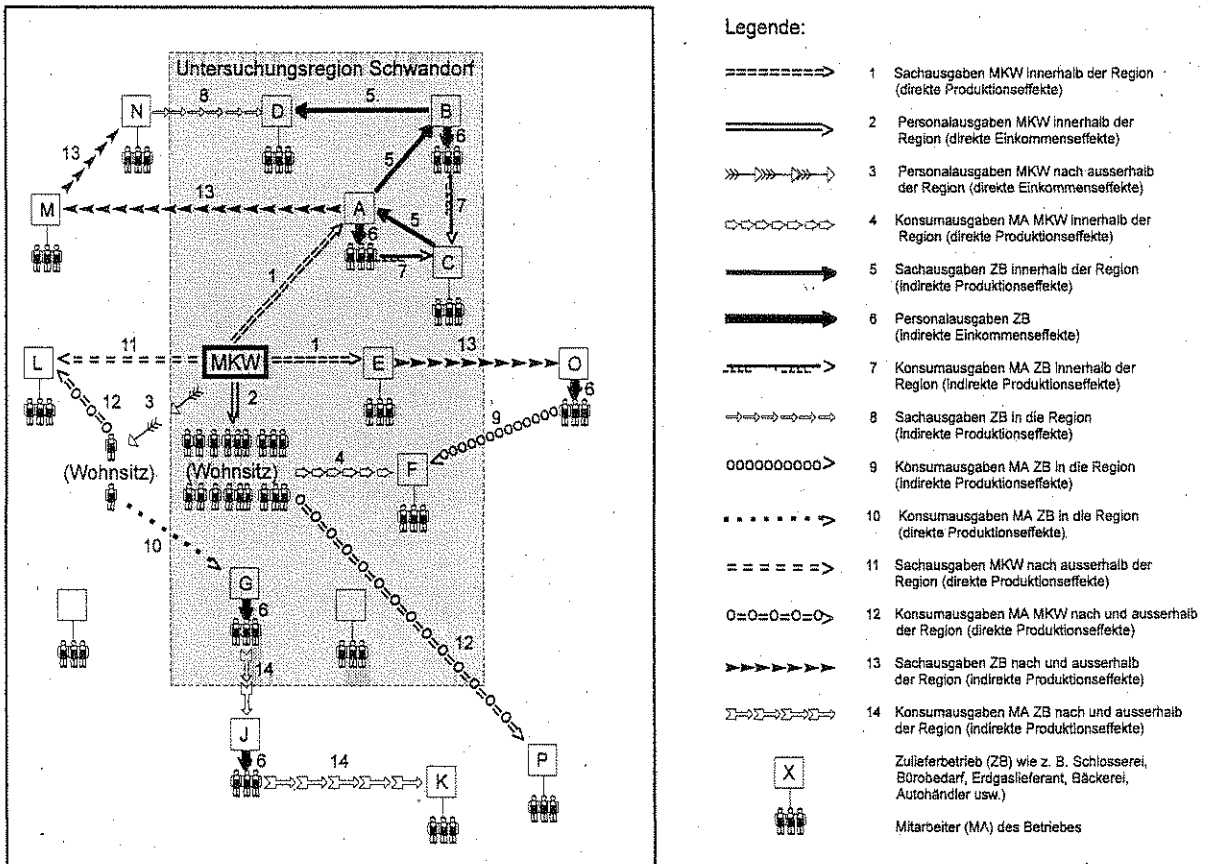 Untersuchungsregion Schwandorf
N
8
D
5
B
6
13
5
7
M
13
A
5
6
7
C
1
L
11
MKW
1
E
13
O
6
12
3
2
9
(Wohnsitz)
(Wohnsitz)
4
F
10
G
6
12
14
J
6
14
K
P
Legende:
1 Sachausgaben MKW innerhalb der Region
(direkte Produktionseffekte)
2 Personalausgaben MKW innerhalb der
Region (direkte Einkommenseffekte)
3 Personalausgaben MKW nach ausserhalb
der Region (direkte Einkommenseffekte)
4 Konsumausgaben MA MKW innerhalb der
Region (direkte Produktionseffekte)
5 Sachausgaben ZB innerhalb der Region
(indirekte Produktionseffekte)
6 Personalausgaben ZB
(indirekte Einkommenseffekte)
7 Konsumausgaben MA ZB innerhalb der
Region (indirekte Produktionseffekte)
8 Sachausgaben ZB in die Region
(indirekte Produktionseffekte)
9 Konsumausgaben MA ZB in die Region
(indirekte Produktionseffekte)
10 Konsumausgaben MA ZB in die Region
(direkte Produktionseffekte)
11 Sachausgaben MKW nach ausserhalb der
Region (direkte Produktionseffekte)
12 Konsumausgaben MA MKW nach und ausserhalb
der Region (direkte Produktionseffekte)
13 Sachausgaben ZB nach und ausserhalb
der Region (indirekte Produktionseffekte)
14 Konsumausgaben MA ZB nach und ausserhalb
der Region (indirekte Produktionseffekte)
X
Zulieferbetrieb (ZB) wie z. B. Schlosserei,
Bürobedarf, Erdgaslieferant, Bäckerei,
Autohändler usw.)
Mitarbeiter (MA) des Betriebes